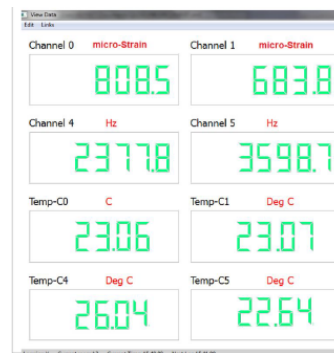 View Data
Edit Links
Channel 0 micro-Strain Channel 1 micro-Strain
808.5 683.8
Channel 4 Hz Channel 5 Hz
2377.8 3598.7
Temp-C0 C Temp-C1 Deg C
23.06 23.07
Temp-C4 Deg C Temp-C5 Deg C
26.04 22.64